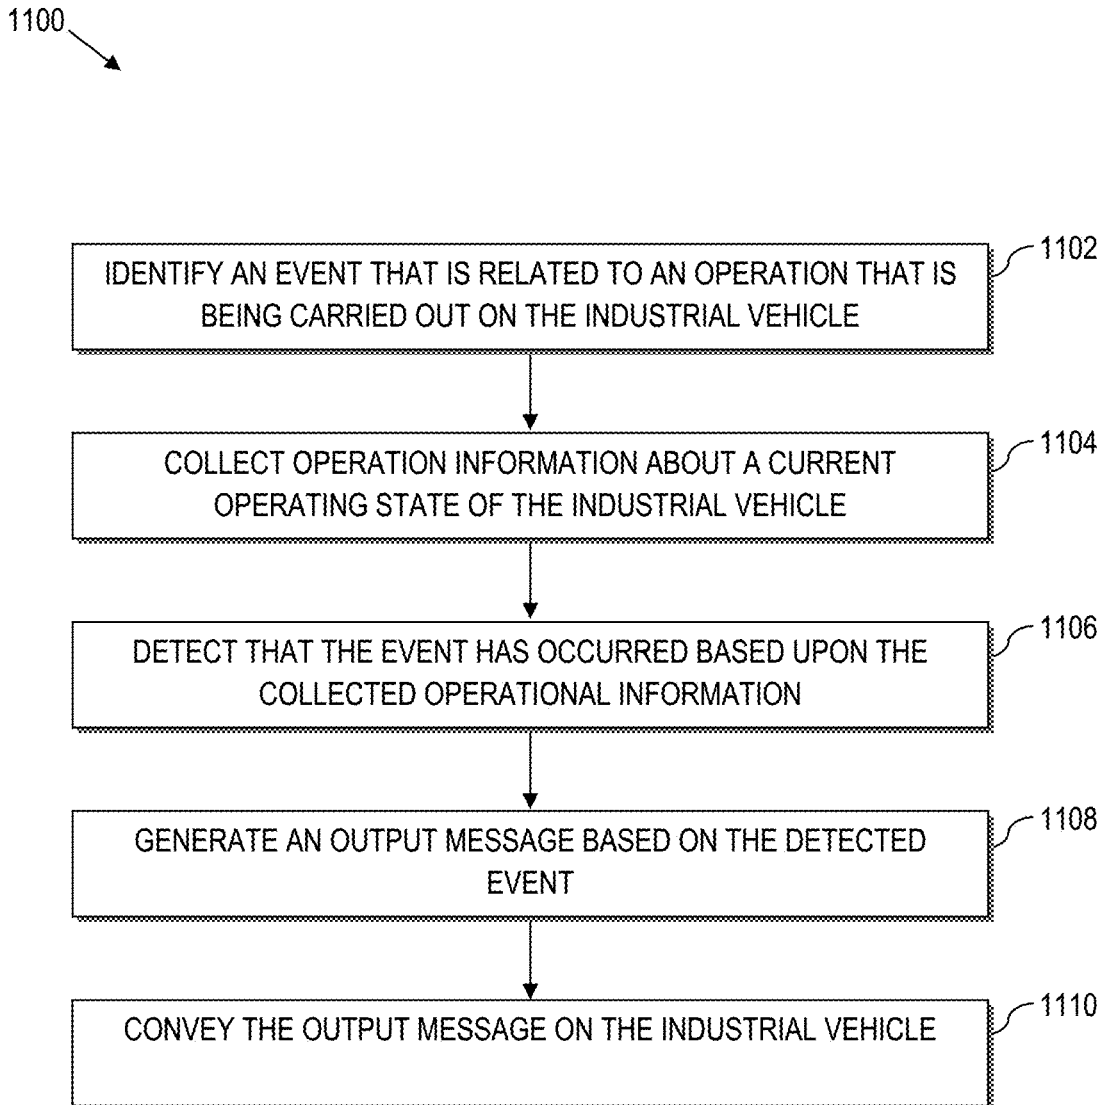 1100
IDENTIFY AN EVENT THAT IS RELATED TO AN OPERATION THAT IS
BEING CARRIED OUT ON THE INDUSTRIAL VEHICLE
1102
COLLECT OPERATION INFORMATION ABOUT A CURRENT
OPERATING STATE OF THE INDUSTRIAL VEHICLE
1104
DETECT THAT THE EVENT HAS OCCURRED BASED UPON THE
COLLECTED OPERATIONAL INFORMATION
1106
GENERATE AN OUTPUT MESSAGE BASED ON THE DETECTED
EVENT
1108
CONVEY THE OUTPUT MESSAGE ON THE INDUSTRIAL VEHICLE
1110